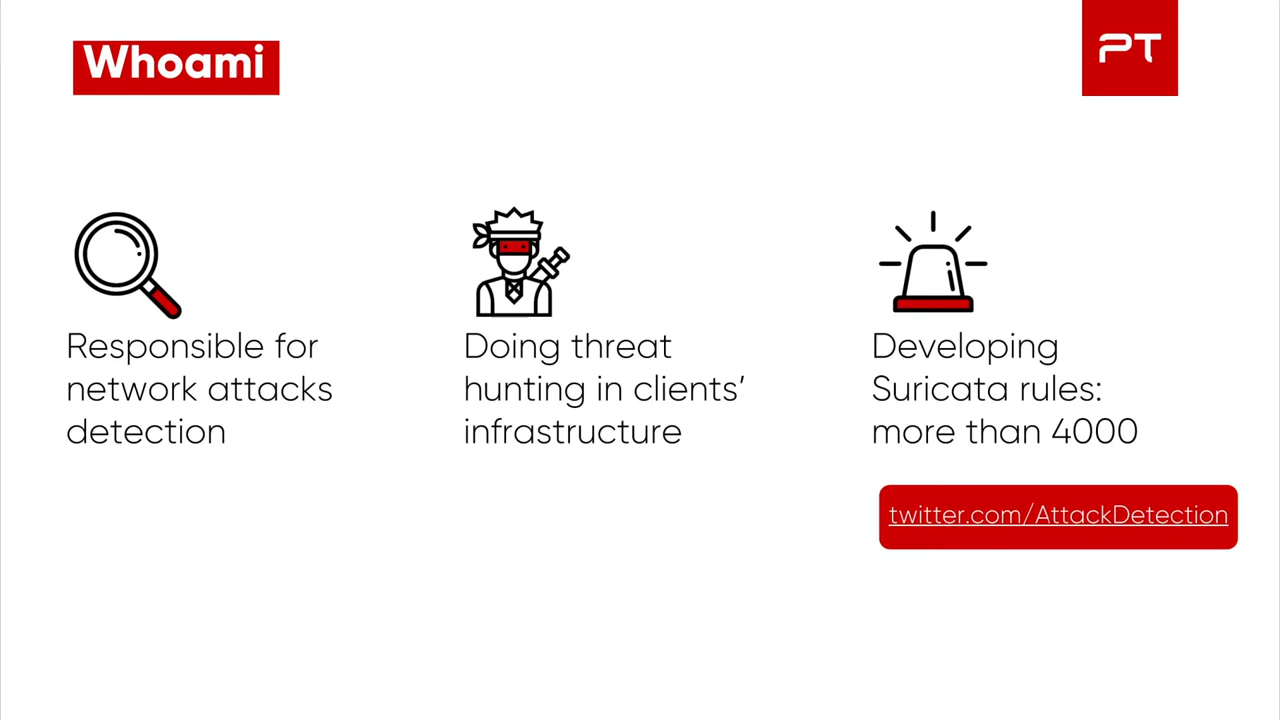 Whoami
PT
Responsible for
network attacks
detection
Doing threat
hunting in clients’
infrastructure
Developing
Suricata rules:
more than 4000
twitter.com/AttackDetection